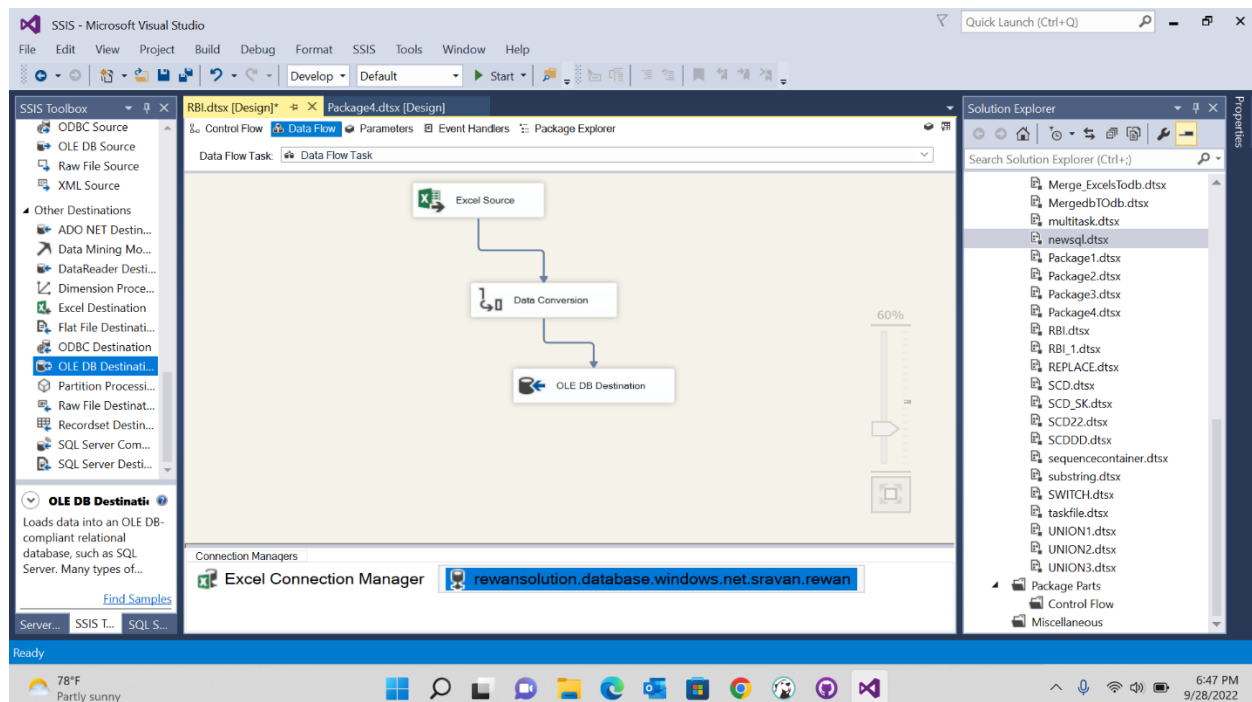 SSIS - Microsoft Visual Studio
Quick Launch (Ctrl+Q)
File Edit View Project Build Debug Format SSIS Tools Window Help
Develop Default Start
SSIS Toolbox
ODBC Source
OLE DB Source
Raw File Source
XML Source
Other Destinations
ADO NET Destin...
Data Mining Mo...
DataReader Desti...
Dimension Proce...
Excel Destination
Flat File Destinati...
ODBC Destination
OLE DB Destinati...
Partition Processi...
Raw File Destinat...
Recordset Destin...
SQL Server Com...
SQL Server Desti...
OLE DB Destinatic
Loads data into an OLE DB-
compliant relational
database, such as SQL
Server. Many types of...
Find Samples
Server... SSIS T... SQL S...
RBI.dtsx [Design]* Package4.dtsx [Design]
Control Flow Data Flow Parameters Event Handlers Package Explorer
Data Flow Task: Data Flow Task
Excel Source
Data Conversion
OLE DB Destination
60%
Connection Managers
Excel Connection Manager rewansolution.database.windows.net.sravan.rewan
Solution Explorer
Search Solution Explorer (Ctrl+;)
Merge_ExcelsTodb.dtsx
MergedbTOdb.dtsx
multitask.dtsx
newsql.dtsx
Package1.dtsx
Package2.dtsx
Package3.dtsx
Package4.dtsx
RBI.dtsx
RBI_1.dtsx
REPLACE.dtsx
SCD.dtsx
SCD_SK.dtsx
SCD22.dtsx
SCDDD.dtsx
sequencecontainer.dtsx
substring.dtsx
SWITCH.dtsx
taskfile.dtsx
UNION1.dtsx
UNION2.dtsx
UNION3.dtsx
Package Parts
Control Flow
Miscellaneous
Properties
Ready
78°F
Partly sunny
6:47 PM
9/28/2022